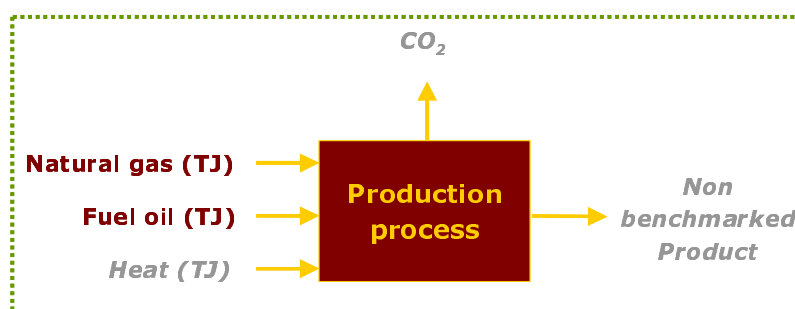 CO2
Natural gas (TJ)
Fuel oil (TJ)
Heat (TJ)
Production
process
Non
benchmarked
Product